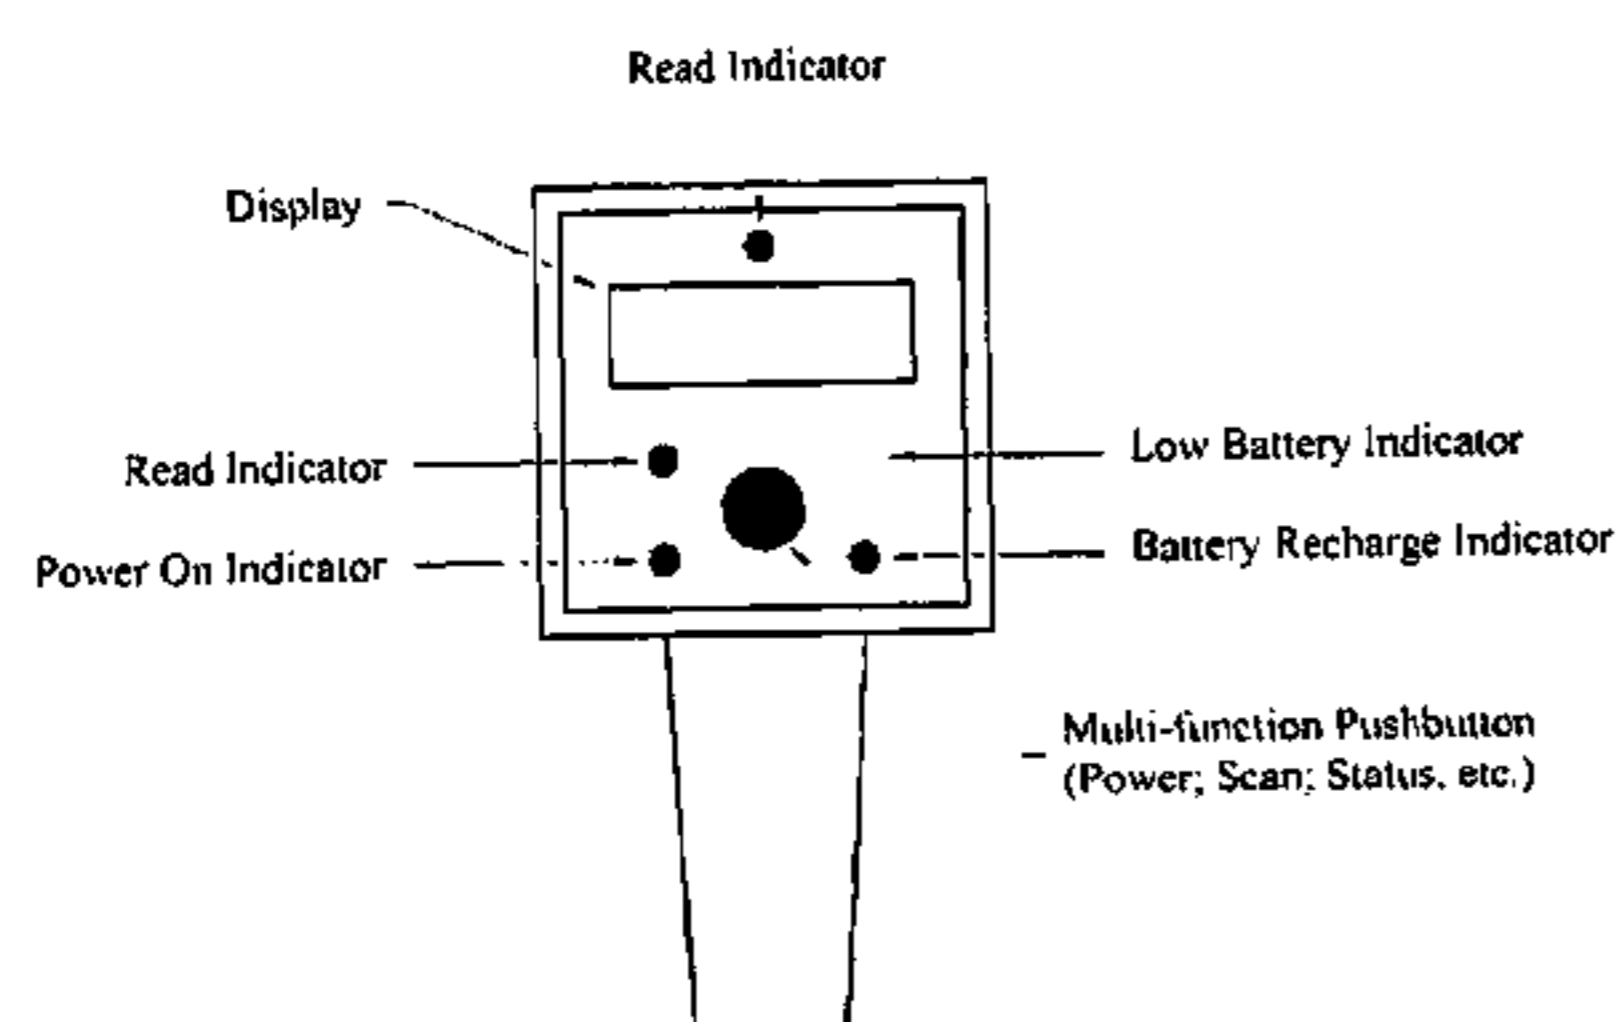 Read Indicator
Display
Read Indicator
Low Battery Indicator
Power On Indicator
Battery Recharge Indicator
Multi-function Pushbutton
(Power; Scan; Status, etc.)